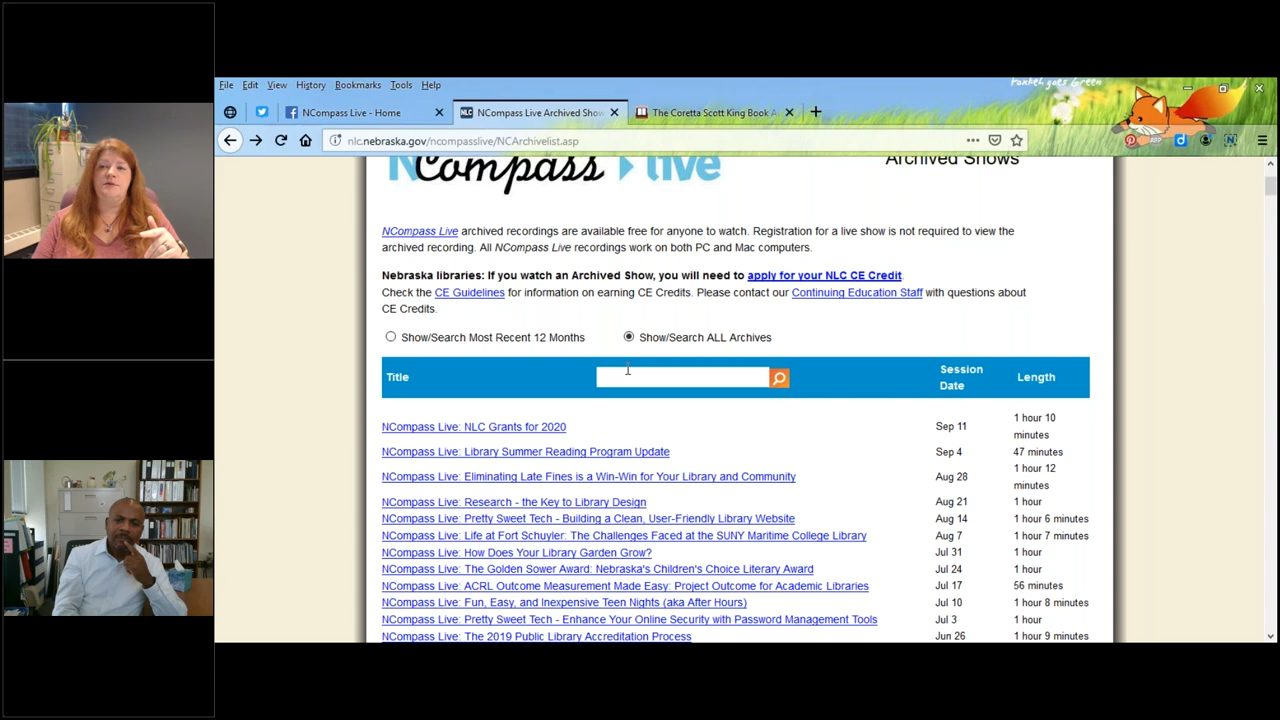 foxkeh goes Green
File Edit View History Bookmarks Tools Help
NCompass Live - Home
NCompass Live Archived Show
The Coretta Scott King Book A
nlc.nebraska.gov/ncompasslive/NCArchivelist.asp
NCompass live
Archived Shows
NCompass Live archived recordings are available free for anyone to watch. Registration for a live show is not required to view the
archived recording. All NCompass Live recordings work on both PC and Mac computers.
Nebraska libraries: If you watch an Archived Show, you will need to apply for your NLC CE Credit.
Check the CE Guidelines for information on earning CE Credits. Please contact our Continuing Education Staff with questions about
CE Credits.
Show/Search Most Recent 12 Months Show/Search ALL Archives
Title Session Date Length
NCompass Live: NLC Grants for 2020 Sep 11 1 hour 10 minutes
NCompass Live: Library Summer Reading Program Update Sep 4 47 minutes
NCompass Live: Eliminating Late Fines is a Win-Win for Your Library and Community Aug 28 1 hour 12 minutes
NCompass Live: Research - the Key to Library Design Aug 21 1 hour
NCompass Live: Pretty Sweet Tech - Building a Clean, User-Friendly Library Website Aug 14 1 hour 6 minutes
NCompass Live: Life at Fort Schuyler: The Challenges Faced at the SUNY Maritime College Library Aug 7 1 hour 7 minutes
NCompass Live: How Does Your Library Garden Grow? Jul 31 1 hour
NCompass Live: The Golden Sower Award: Nebraska's Children's Choice Literary Award Jul 24 1 hour
NCompass Live: ACRL Outcome Measurement Made Easy: Project Outcome for Academic Libraries Jul 17 56 minutes
NCompass Live: Fun, Easy, and Inexpensive Teen Nights (aka After Hours) Jul 10 1 hour 8 minutes
NCompass Live: Pretty Sweet Tech - Enhance Your Online Security with Password Management Tools Jul 3 1 hour
NCompass Live: The 2019 Public Library Accreditation Process Jun 26 1 hour 9 minutes